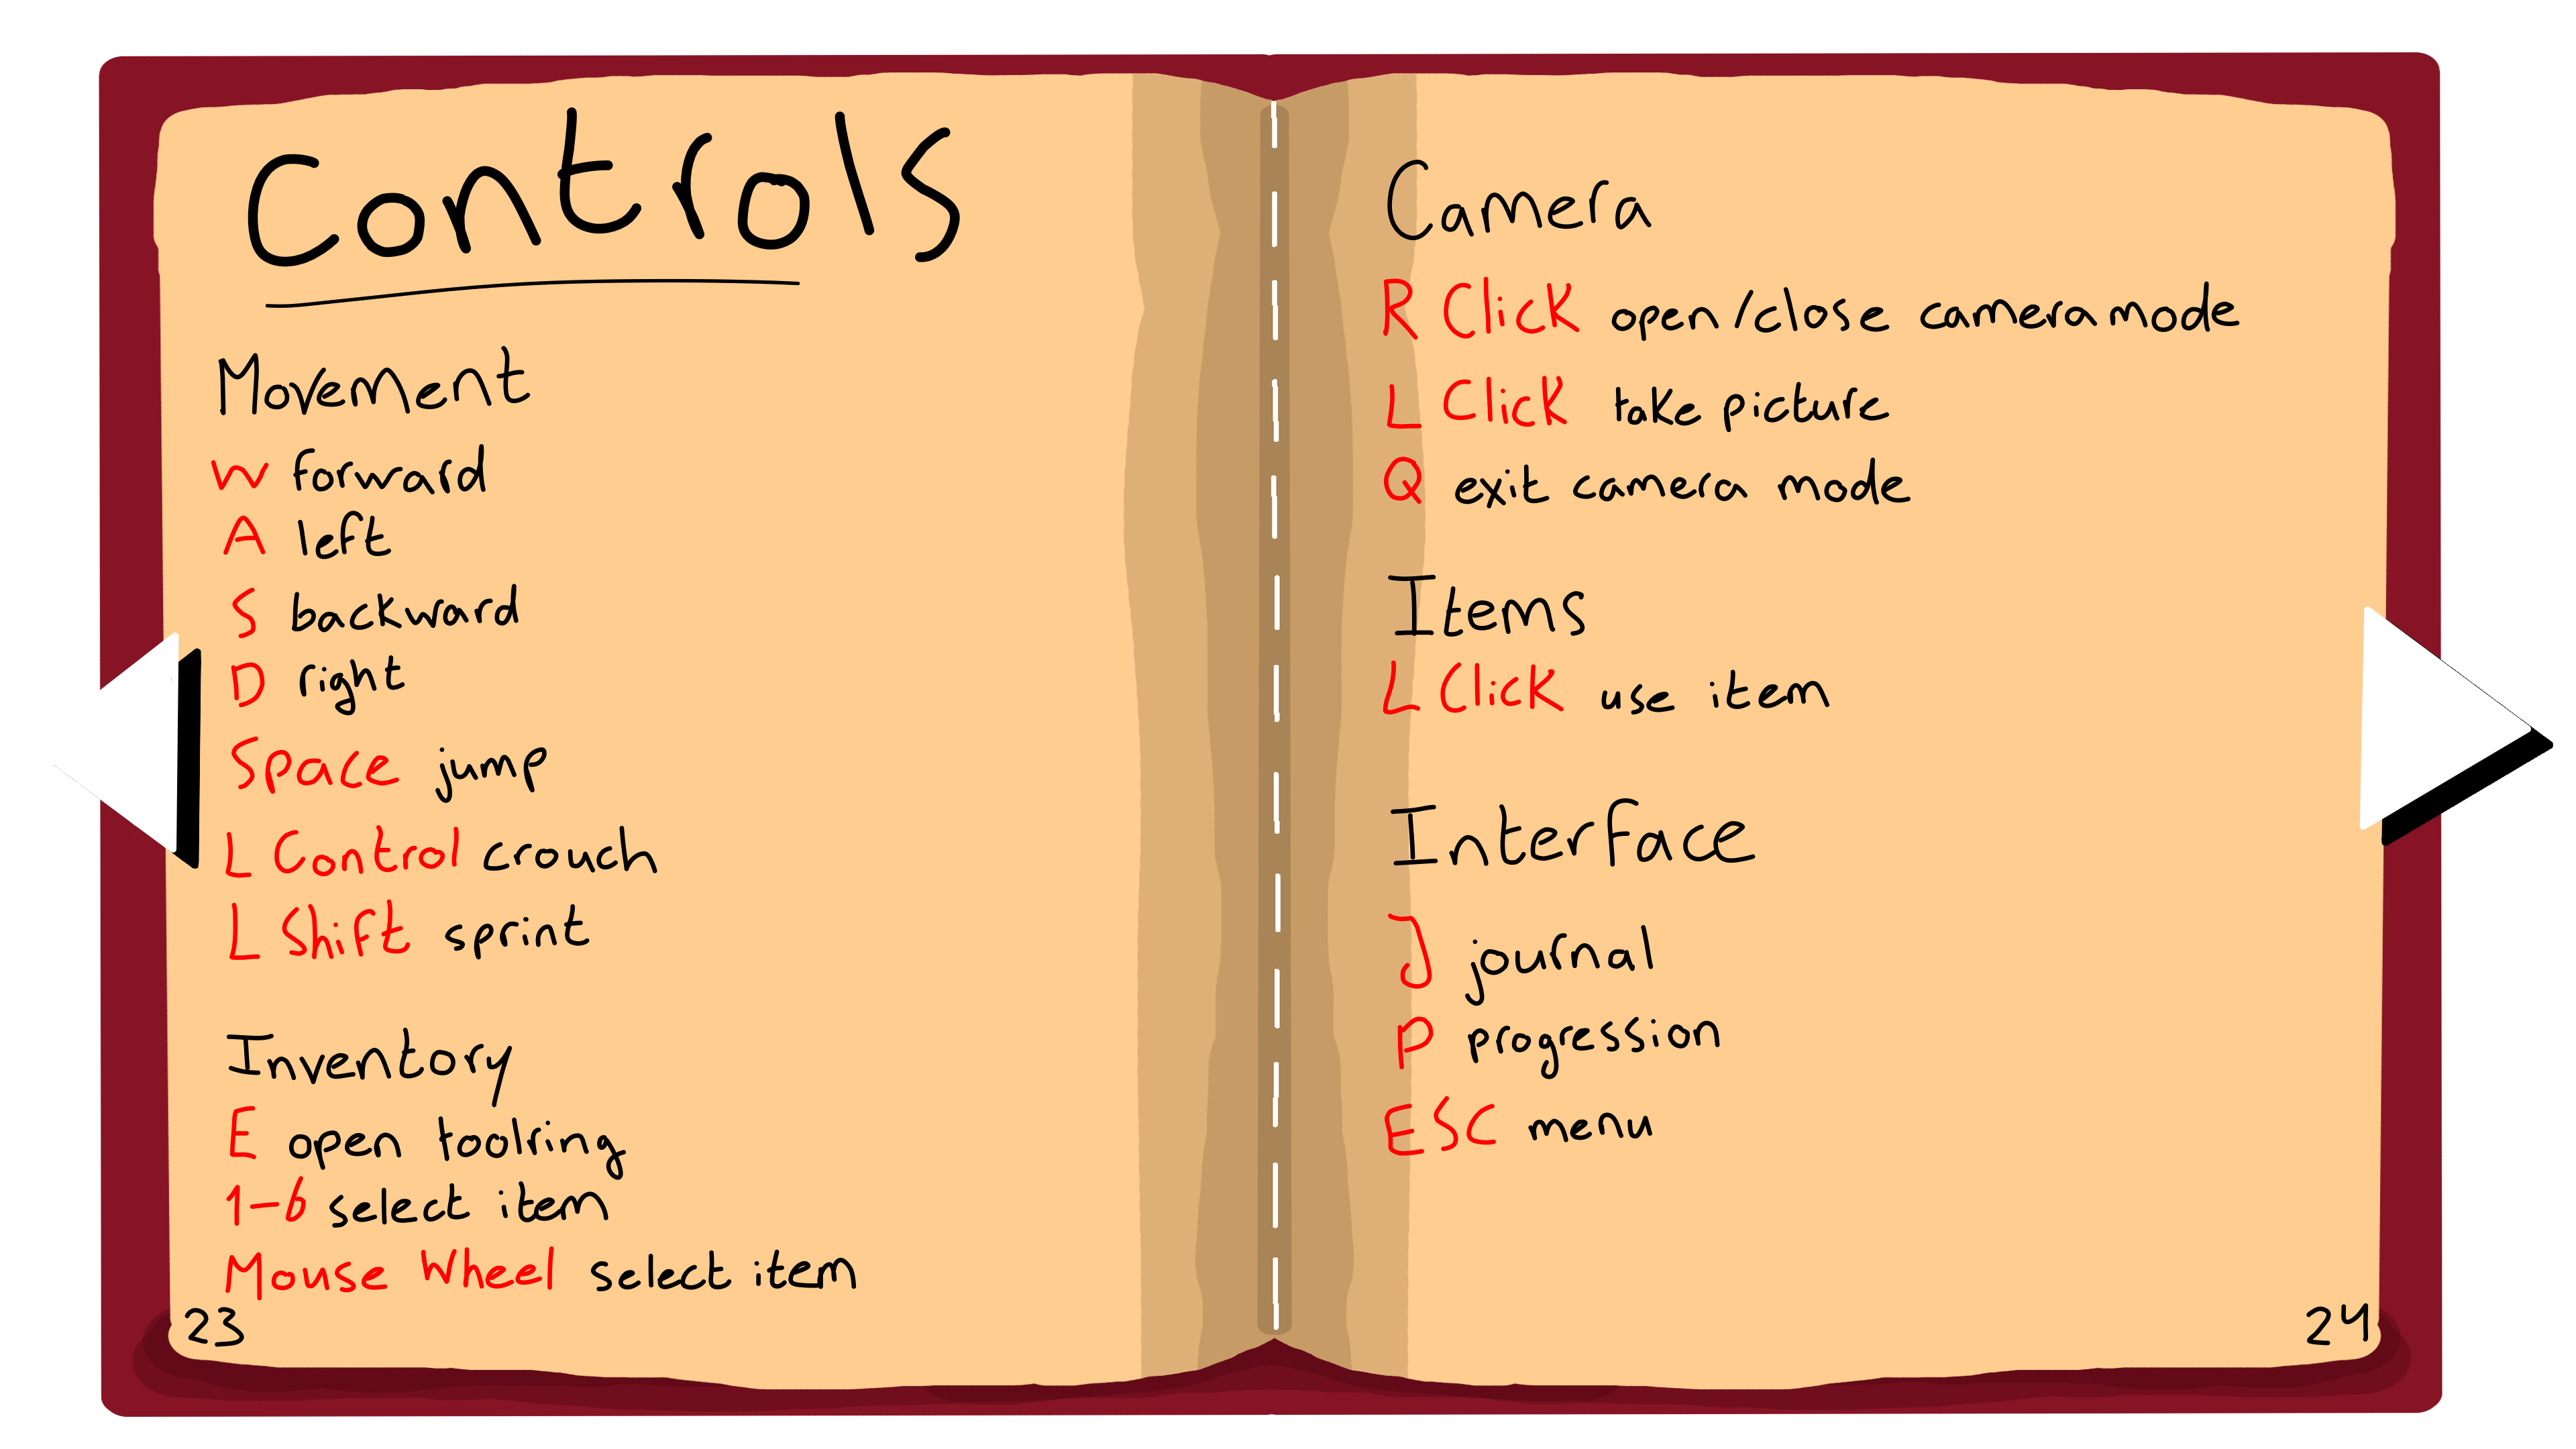 Controls
Movement
W forward
A left
S backward
D right
Space jump
L Control crouch
L Shift sprint
Inventory
E open toolring
1-6 select item
Mouse Wheel select item
23
Camera
R Click open/close camera mode
L Click take picture
Q exit camera mode
Items
L Click use item
Interface
J journal
P progression
ESC menu
24